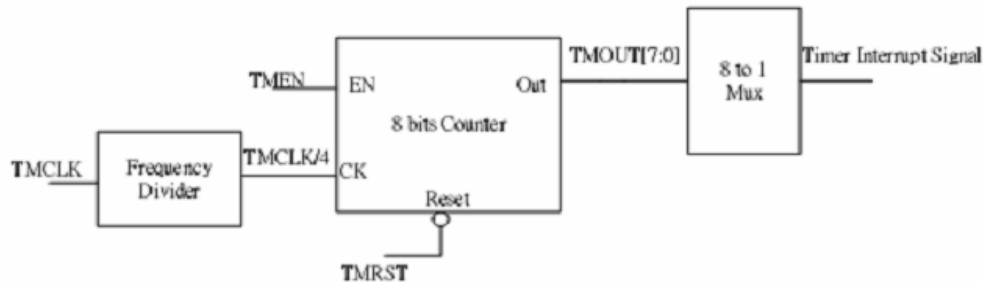 TMOUT[7:0]
8 to 1
Mux
Timer Interrupt Signal
TMEN
EN
Out
8 bits Counter
TMCLK
Frequency
Divider
TMCLK/4
CK
Reset
TMRST